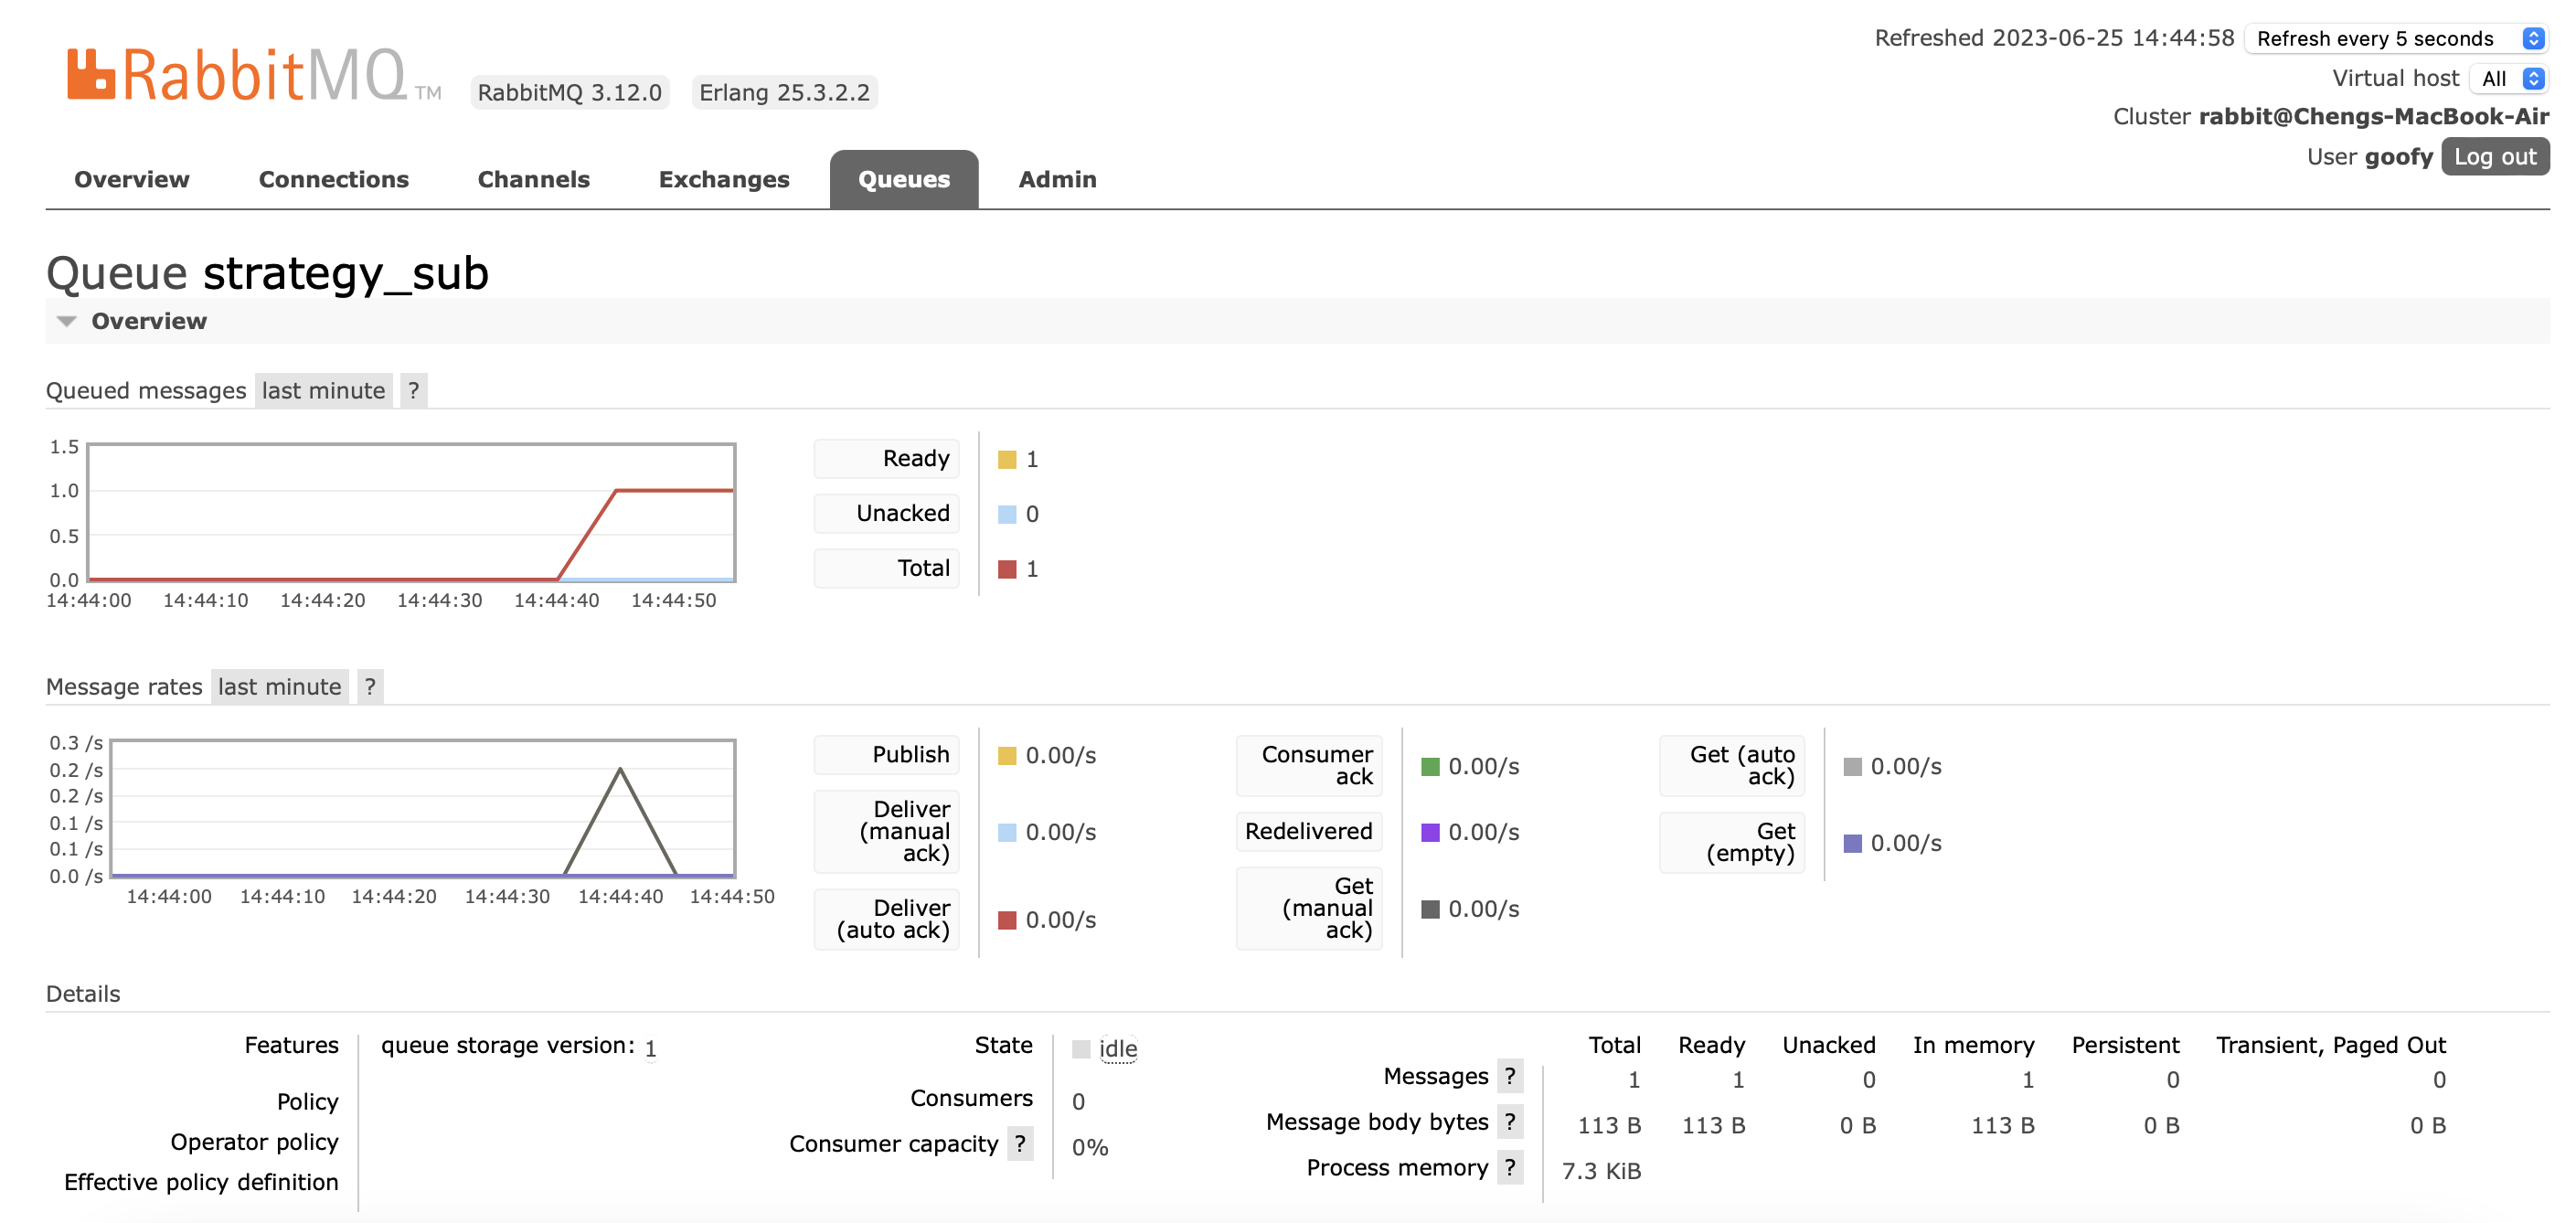 Refreshed 2023-06-25 14:44:58 Refresh every 5 seconds
Virtual host All
Cluster rabbit@Chengs-MacBook-Air
User goofy Log out
RabbitMQ TM RabbitMQ 3.12.0 Erlang 25.3.2.2
Overview Connections Channels Exchanges Queues Admin
Queue strategy_sub
Overview
Queued messages last minute ?
1.5
1.0
0.5
0.0
14:44:00 14:44:10 14:44:20 14:44:30 14:44:40 14:44:50
Ready 1
Unacked 0
Total 1
Message rates last minute ?
0.3 /s
0.2 /s
0.2 /s
0.1 /s
0.1 /s
0.0 /s
14:44:00 14:44:10 14:44:20 14:44:30 14:44:40 14:44:50
Publish 0.00/s
Deliver
(manual 0.00/s
ack)
Deliver
(auto ack) 0.00/s
Consumer
ack 0.00/s
Redelivered 0.00/s
Get
(manual 0.00/s
ack)
Get (auto
ack) 0.00/s
Get
(empty) 0.00/s
Details
Features queue storage version: 1
Policy
Operator policy
Effective policy definition
State idle
Consumers 0
Consumer capacity ? 0%
Total Ready Unacked In memory Persistent Transient, Paged Out
Messages ? 1 1 0 1 0 0
Message body bytes ? 113 B 113 B 0 B 113 B 0 B 0 B
Process memory ? 7.3 KiB